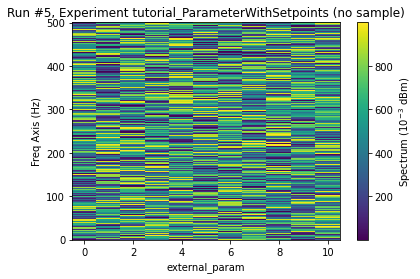 Run #5, Experiment tutorial_ParameterWithSetpoints (no sample)
500
400
300
200
100
0
Freq Axis (Hz)
0 2 4 6 8 10
external_param
800
600
400
200
Spectrum (10⁻³ dBm)